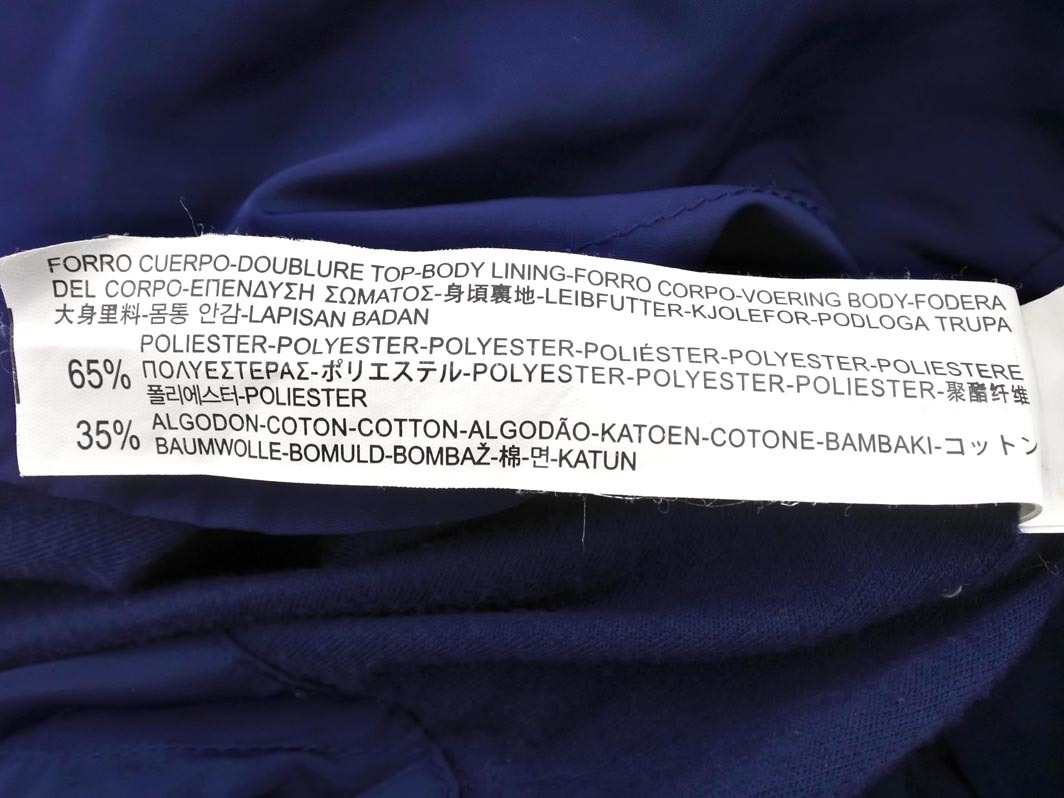 FORRO CUERPO-DOUBLURE TOP-BODY LINING-FORRO CORPO-VOERING BODY-FODERA
DEL CORPO-ΕΠΕΝΔΥΣΗ ΣΩΜΑΤΟΣ-身頃裏地-LEIBFUTTER-KJOLEFOR-PODLOGA TRUPA
大身里料-몸통 안감-LAPISAN BADAN
65% POLIESTER-POLYESTER-POLYESTER-POLIÉSTER-POLYESTER-POLIESTERE
ΠΟΛΥΕΣΤΕΡΑΣ-ポリエステル-POLYESTER-POLYESTER-POLIESTER-聚酯纤维
폴리에스터-POLIESTER
35% ALGODON-COTON-COTTON-ALGODÃO-KATOEN-COTONE-BAMBAKI-コットン
BAUMWOLLE-BOMULD-BOMBAŽ-棉-면-KATUN